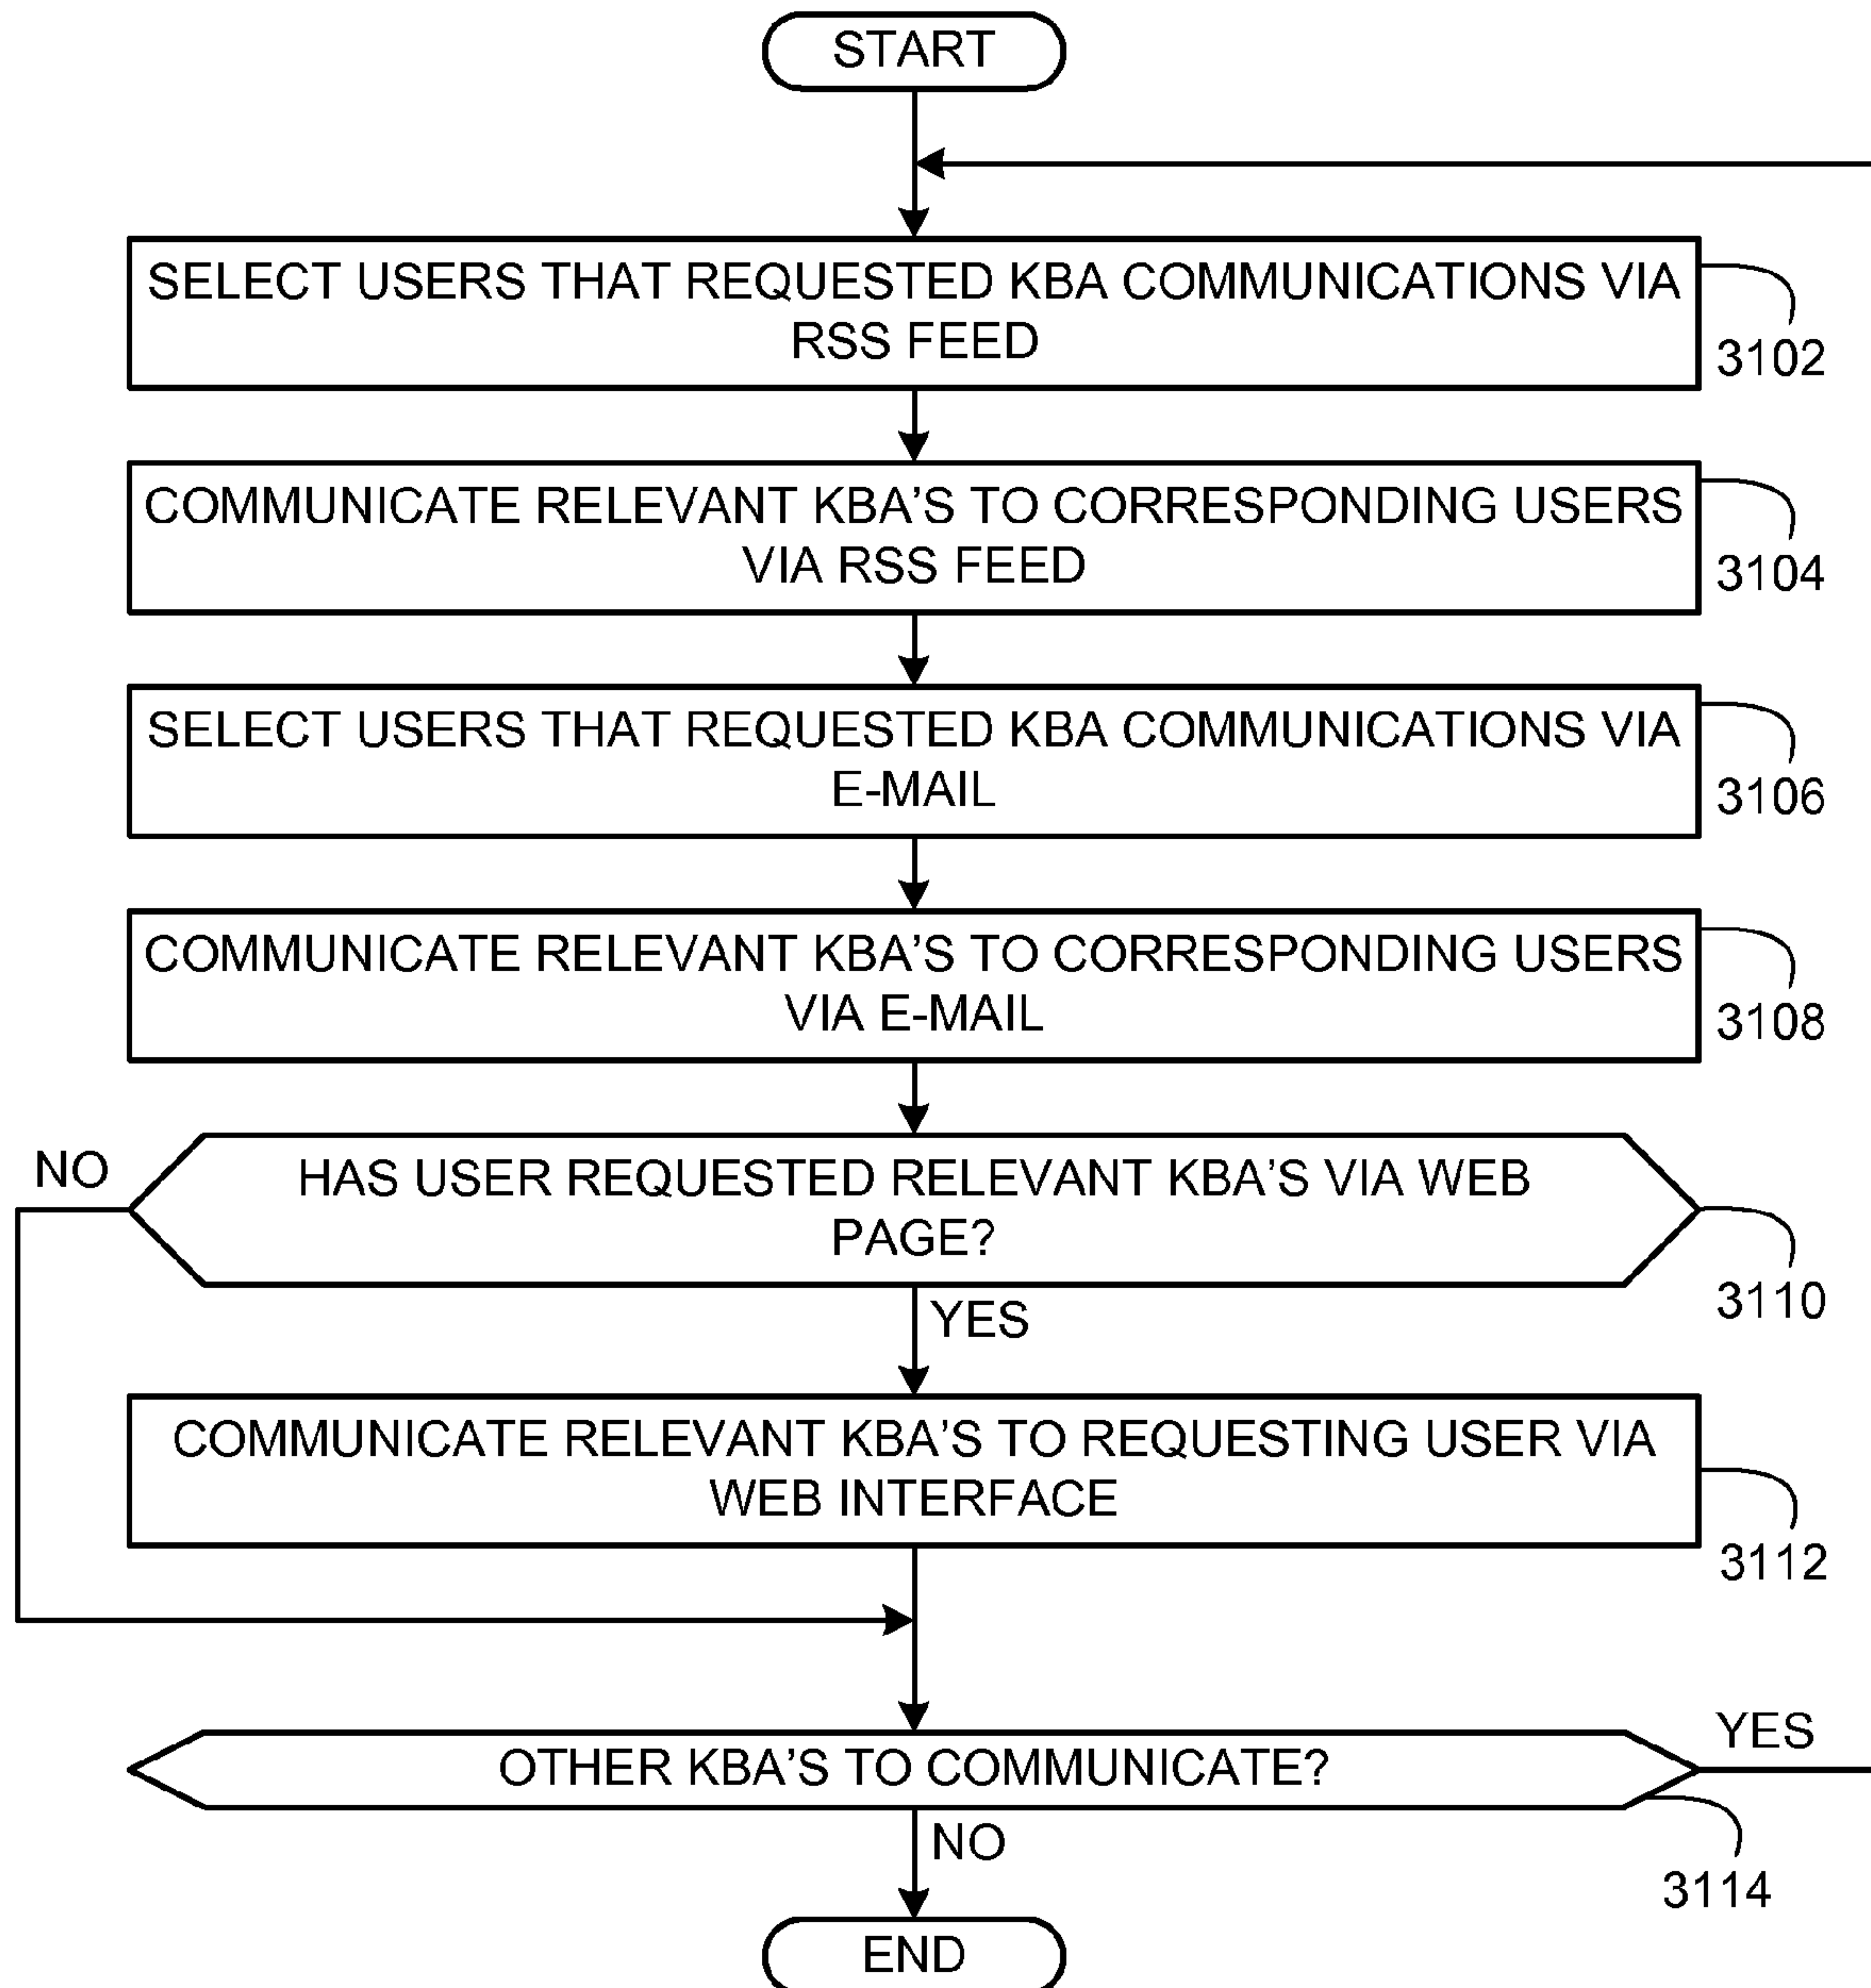 START
SELECT USERS THAT REQUESTED KBA COMMUNICATIONS VIA
RSS FEED
3102
COMMUNICATE RELEVANT KBA'S TO CORRESPONDING USERS
VIA RSS FEED
3104
SELECT USERS THAT REQUESTED KBA COMMUNICATIONS VIA
E-MAIL
3106
COMMUNICATE RELEVANT KBA'S TO CORRESPONDING USERS
VIA E-MAIL
3108
NO
HAS USER REQUESTED RELEVANT KBA'S VIA WEB
PAGE?
3110
YES
COMMUNICATE RELEVANT KBA'S TO REQUESTING USER VIA
WEB INTERFACE
3112
YES
OTHER KBA'S TO COMMUNICATE?
NO
3114
END